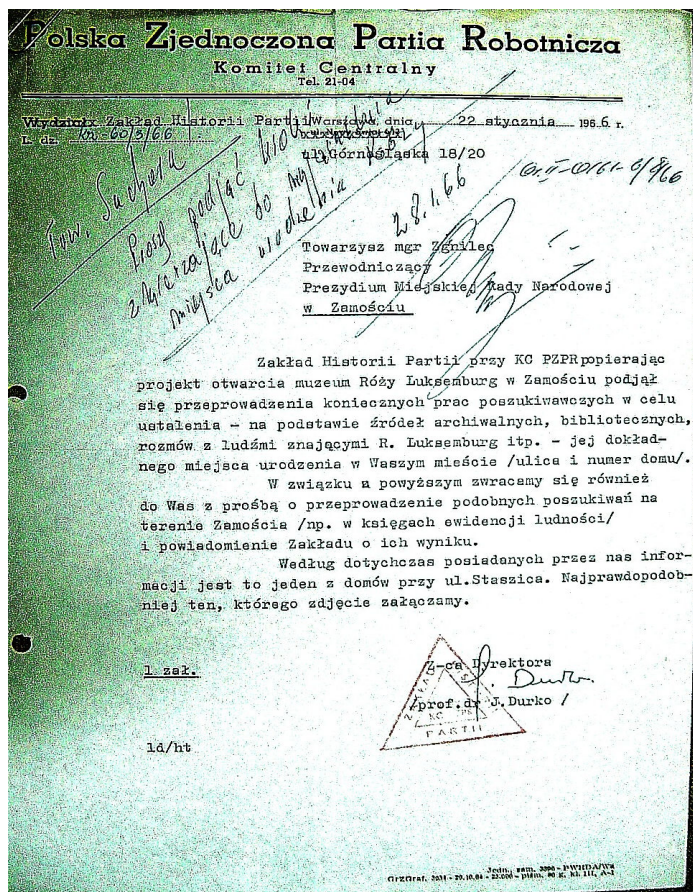 Polska Zjednoczona Partia Robotnicza
Komitet Centralny
Tel. 21-04
Wydział Zakład Historii Partii Warszawa, dnia 22 stycznia 1966 r.
L. dz.
ul. Górnośląska 18/20
Tow. Suchara
Proszę podjąć kroki
zmierzające do
miejsca urodzenia Róży
28.1.66
Towarzysz mgr Zgnilec
Przewodniczący
Prezydium Miejskiej Rady Narodowej
w Zamościu
Zakład Historii Partii przy KC PZPR popierając
projekt otwarcia muzeum Róży Luksemburg w Zamościu podjął
się przeprowadzenia koniecznych prac poszukiwawczych w celu
ustalenia - na podstawie źródeł archiwalnych, bibliotecznych,
rozmów z ludźmi znającymi R. Luksemburg itp. - jej dokład-
nego miejsca urodzenia w Waszym mieście /ulica i numer domu/.
W związku z powyższym zwracamy się również
do Was z prośbą o przeprowadzenie podobnych poszukiwań na
terenie Zamościa /np. w księgach ewidencji ludności/
i powiadomienie Zakładu o ich wyniku.
Według dotychczas posiadanych przez nas infor-
macji jest to jeden z domów przy ul.Staszica. Najprawdopodob-
niej ten, którego zdjęcie załączamy.
1 zał.
Z-ca Dyrektora
J. Durko
/prof.dr J.Durko /
KC
PARTII
ld/ht